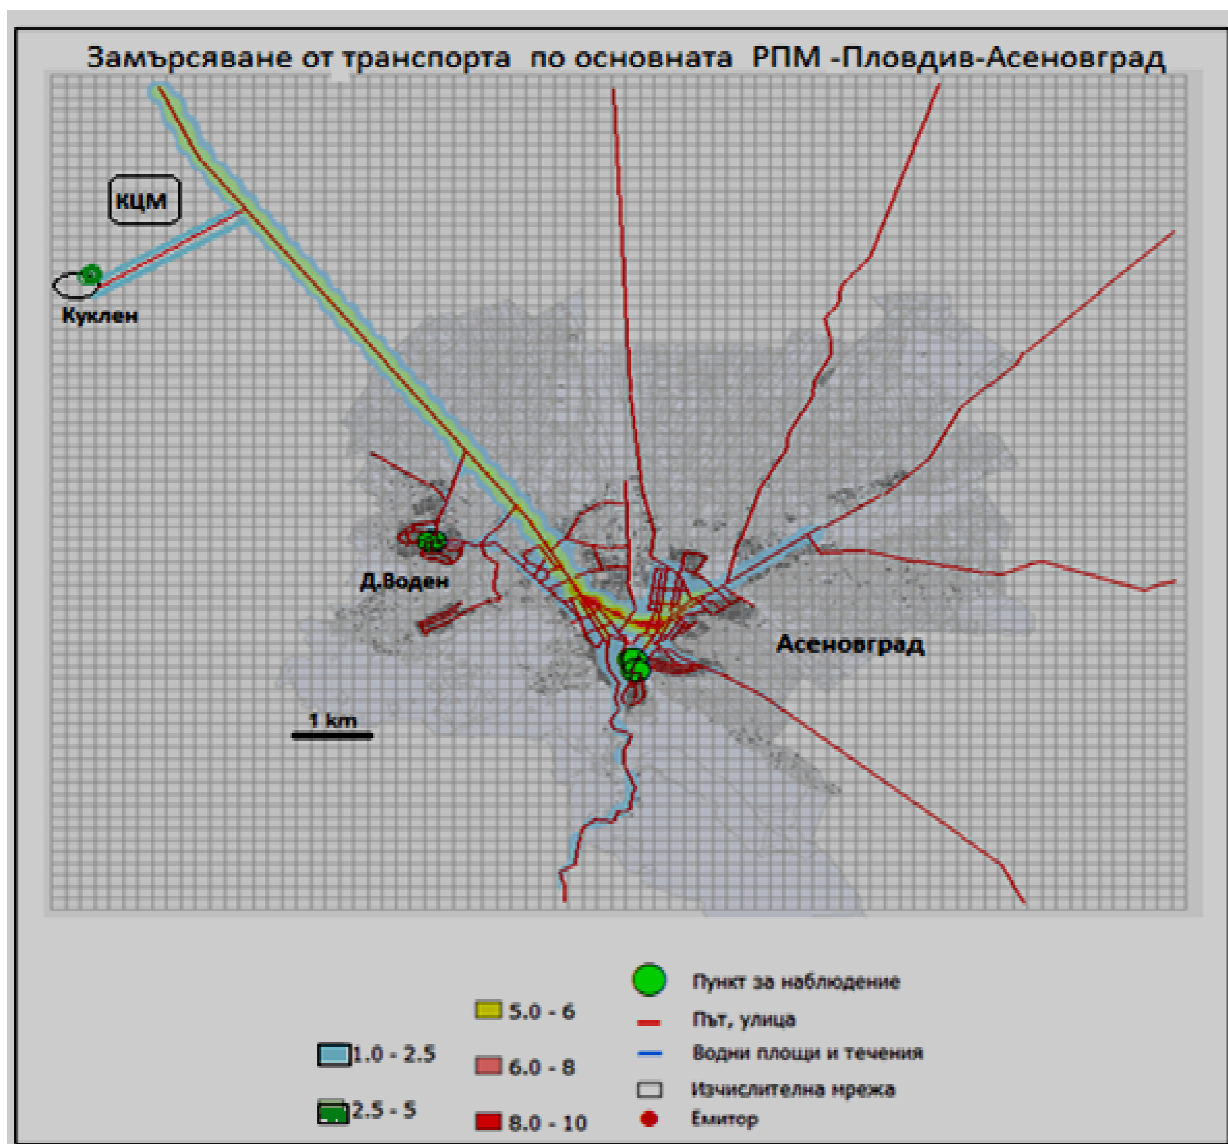 Замърсяване от транспорта по основната РПМ -Пловдив-Асеновград
КЦМ
Куклен
Д.Воден
Асеновград
1 km
1.0 - 2.5
2.5 - 5
5.0 - 6
6.0 - 8
8.0 - 10
Пункт за наблюдение
Път, улица
Водни площи и течения
Изчислителна мрежа
Емитор